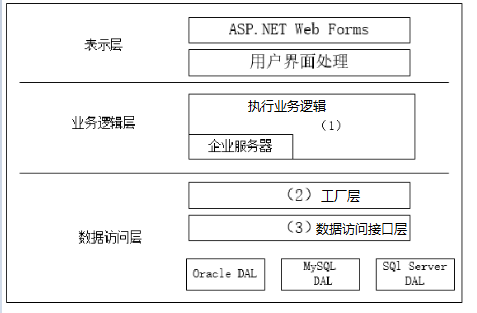 表示层
ASP.NET Web Forms
用户界面处理
业务逻辑层
执行业务逻辑
（1）
企业服务器
数据访问层
（2）工厂层
（3）数据访问接口层
Oracle DAL
MySQL
DAL
SQl Server
DAL